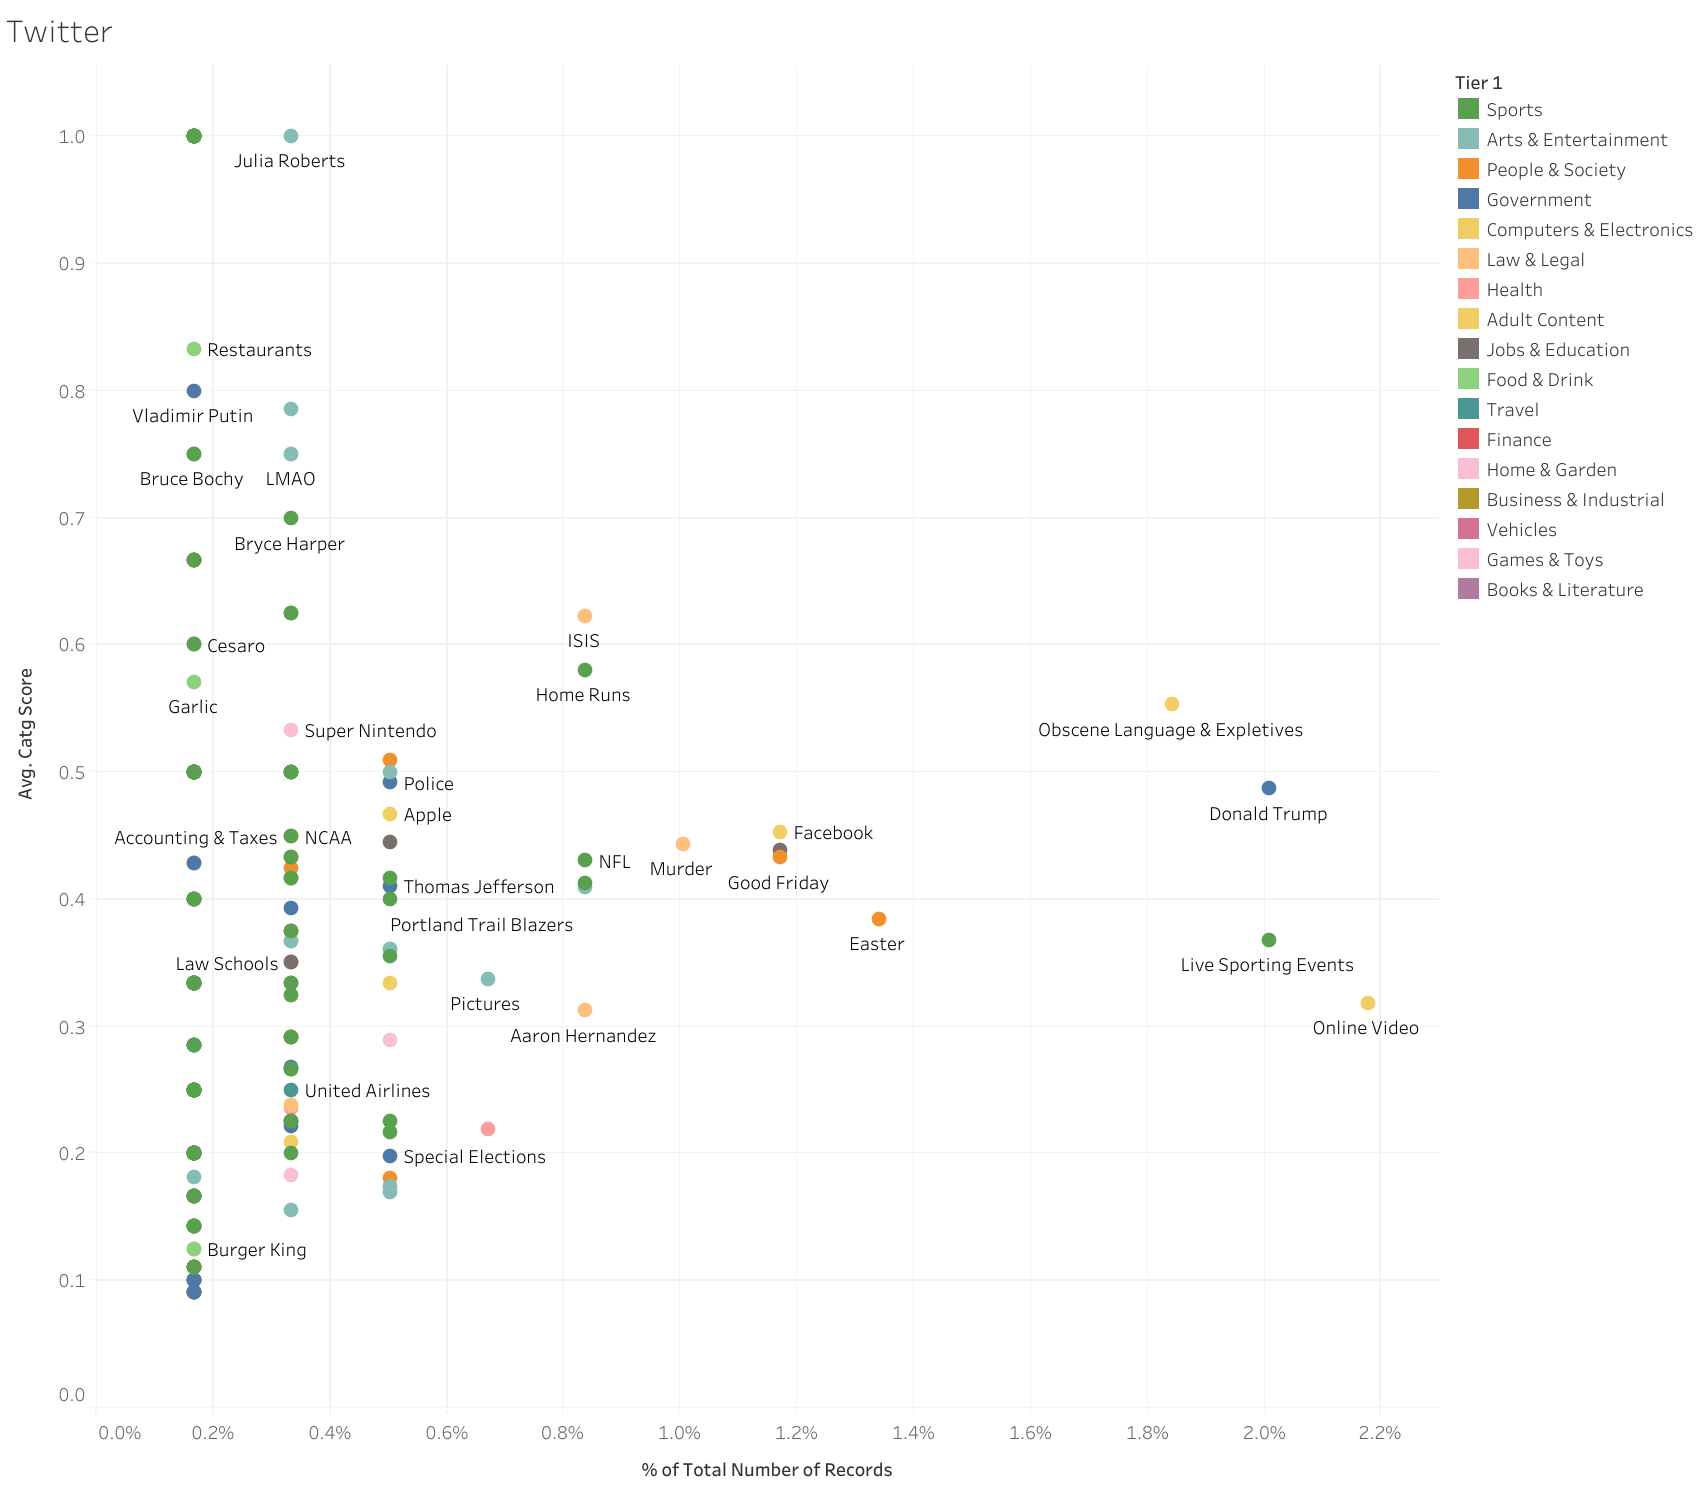 Twitter
1.0
0.9
0.8
0.7
0.6
0.5
0.4
0.3
0.2
0.1
0.0
Avg. Catg Score
Julia Roberts
Restaurants
Vladimir Putin
Bruce Bochy
LMAO
Bryce Harper
ISIS
Cesaro
Home Runs
Garlic
Super Nintendo
Obscene Language & Expletives
Police
Donald Trump
Apple
Accounting & Taxes
NCAA
Facebook
NFL
Murder
Good Friday
Thomas Jefferson
Portland Trail Blazers
Easter
Law Schools
Live Sporting Events
Pictures
Online Video
Aaron Hernandez
United Airlines
Special Elections
Burger King
0.0%
0.2%
0.4%
0.6%
0.8%
1.0%
1.2%
1.4%
1.6%
1.8%
2.0%
2.2%
% of Total Number of Records
Tier 1
Sports
Arts & Entertainment
People & Society
Government
Computers & Electronics
Law & Legal
Health
Adult Content
Jobs & Education
Food & Drink
Travel
Finance
Home & Garden
Business & Industrial
Vehicles
Games & Toys
Books & Literature